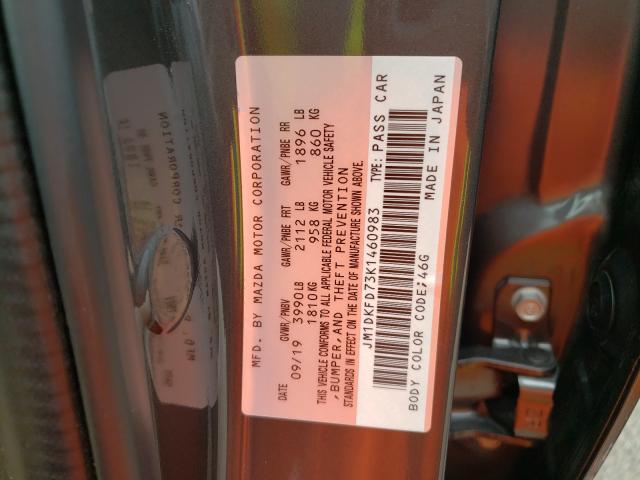 MFD. BY MAZDA MOTOR CORPORATION
DATE GVWR/PNBV GAWR/PNBE FRT GAWR/PNBE RR
09/19 3990LB 2112 LB 1896 LB
1810KG 958 KG 860 KG
THIS VEHICLE CONFORMS TO ALL APPLICABLE FEDERAL MOTOR VEHICLE SAFETY
,BUMPER,AND THEFT PREVENTION
STANDARDS IN EFFECT ON THE DATE OF MANUFACTURE SHOWN ABOVE.
JM1DKFD73K1460983 TYPE: PASS CAR
BODY COLOR CODE;46G MADE IN JAPAN